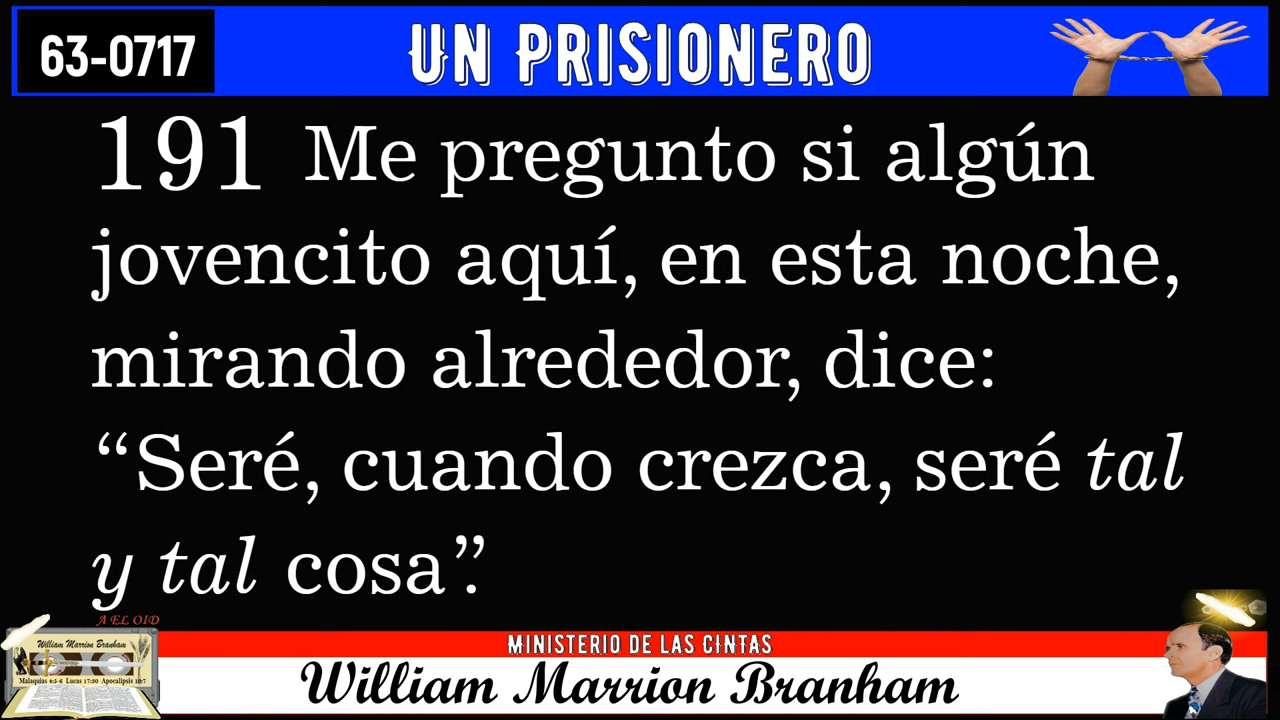 63-0717
UN PRISIONERO
191 Me pregunto si algún
jovencito aquí, en esta noche,
mirando alrededor, dice:
“Seré, cuando crezca, seré tal
y tal cosa”.
A EL OID
William Marrion Branham
Malaquias 4:5-6 Lucas 17:30 Apocalipsis 10:7
MINISTERIO DE LAS CINTAS
William Marrion Branham